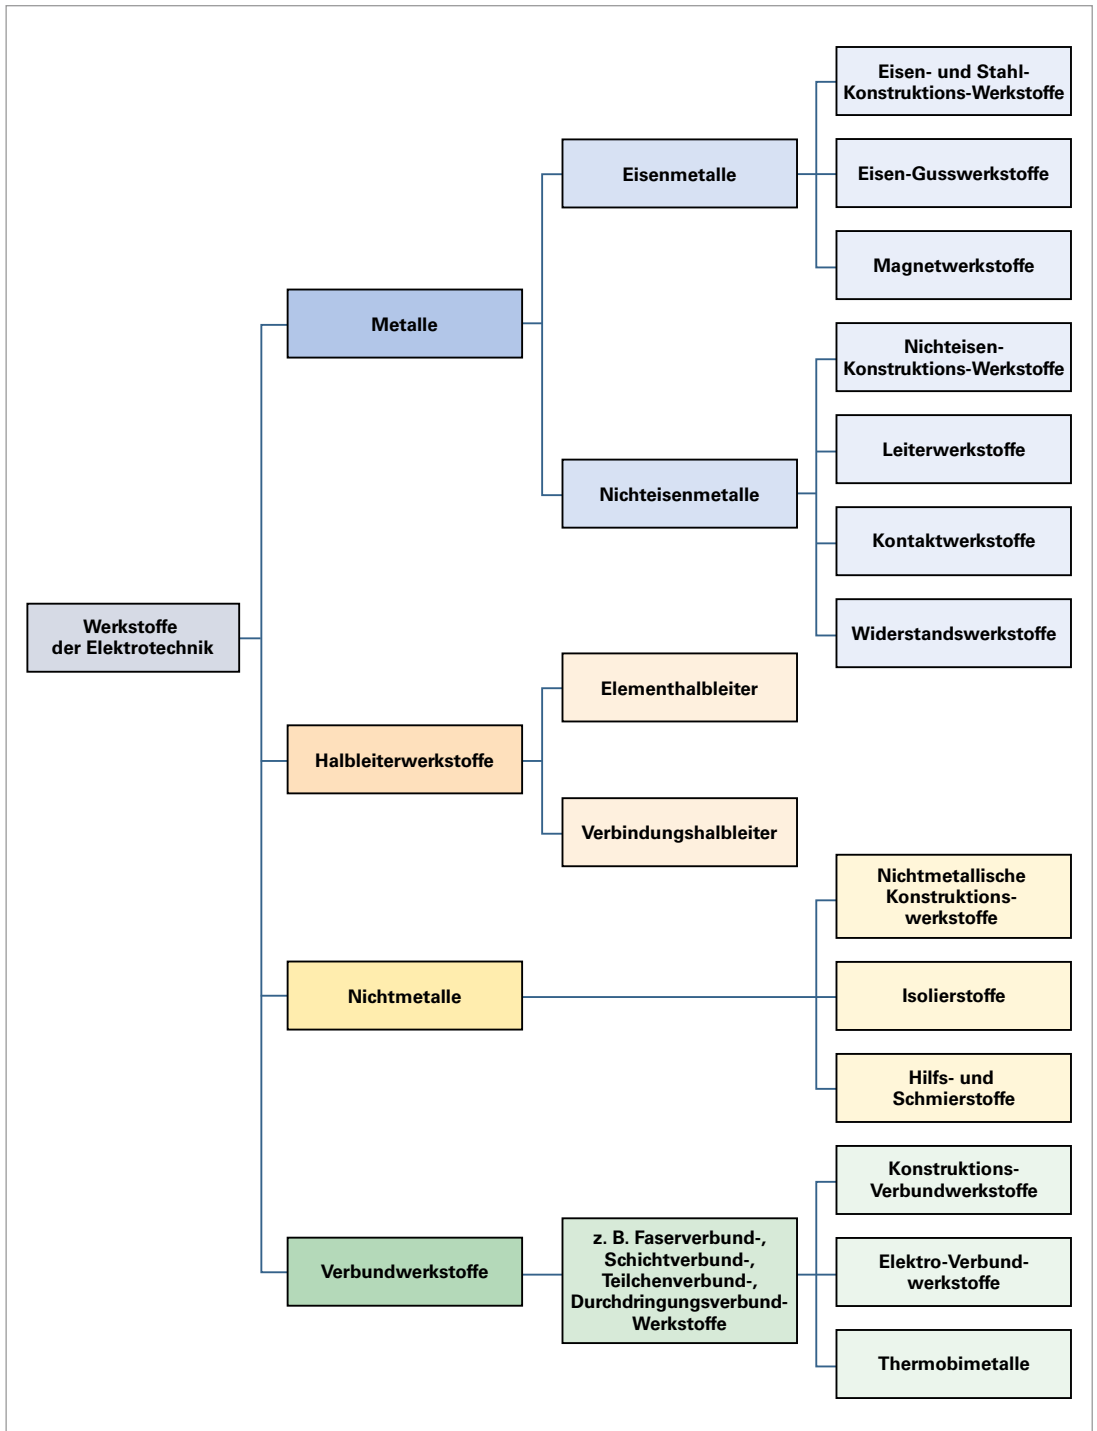 Eisen- und Stahl-
Konstruktions-Werkstoffe
Eisenmetalle
Eisen-Gusswerkstoffe
Magnetwerkstoffe
Metalle
Nichteisen-
Konstruktions-Werkstoffe
Leiterwerkstoffe
Nichteisenmetalle
Kontaktwerkstoffe
Werkstoffe
der Elektrotechnik
Widerstandswerkstoffe
Elementhalbleiter
Halbleiterwerkstoffe
Verbindungshalbleiter
Nichtmetallische
Konstruktions-
werkstoffe
Nichtmetalle
Isolierstoffe
Hilfs- und
Schmierstoffe
Konstruktions-
Verbundwerkstoffe
Verbundwerkstoffe
z. B. Faserverbund-,
Schichtverbund-,
Teilchenverbund-,
Durchdringungsverbund-
Werkstoffe
Elektro-Verbund-
werkstoffe
Thermobimetalle